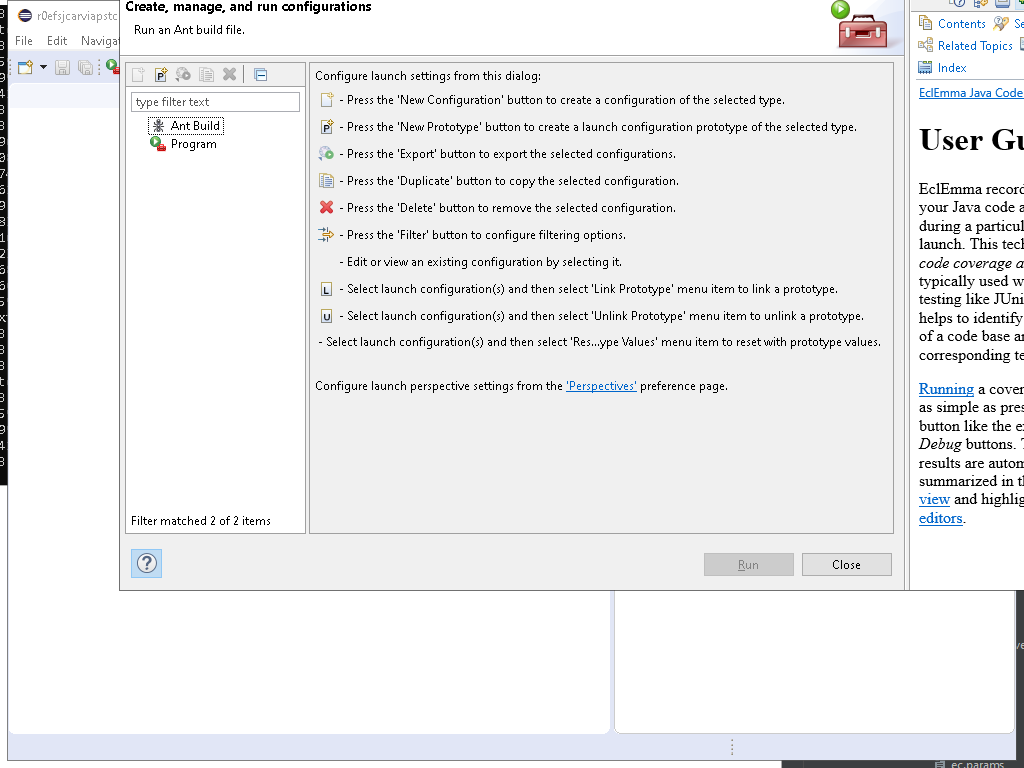 Create, manage, and run configurations
Run an Ant build file.
r0efsjcarviapstc
File Edit Navigat
type filter text
Ant Build
Program
Filter matched 2 of 2 items
Configure launch settings from this dialog:
- Press the 'New Configuration' button to create a configuration of the selected type.
- Press the 'New Prototype' button to create a launch configuration prototype of the selected type.
- Press the 'Export' button to export the selected configurations.
- Press the 'Duplicate' button to copy the selected configuration.
- Press the 'Delete' button to remove the selected configuration.
- Press the 'Filter' button to configure filtering options.
- Edit or view an existing configuration by selecting it.
L - Select launch configuration(s) and then select 'Link Prototype' menu item to link a prototype.
U - Select launch configuration(s) and then select 'Unlink Prototype' menu item to unlink a prototype.
- Select launch configuration(s) and then select 'Res...ype Values' menu item to reset with prototype values.
Configure launch perspective settings from the 'Perspectives' preference page.
Run
Close
Contents Se
Related Topics
Index
EclEmma Java Code
User Gu
EclEmma record
your Java code a
during a particul
launch. This tech
code coverage a
typically used w
testing like JUni
helps to identify
of a code base an
corresponding te
Running a cover
as simple as pres
button like the ex
Debug buttons. T
results are autom
summarized in th
view and highlig
editors.
ec.params